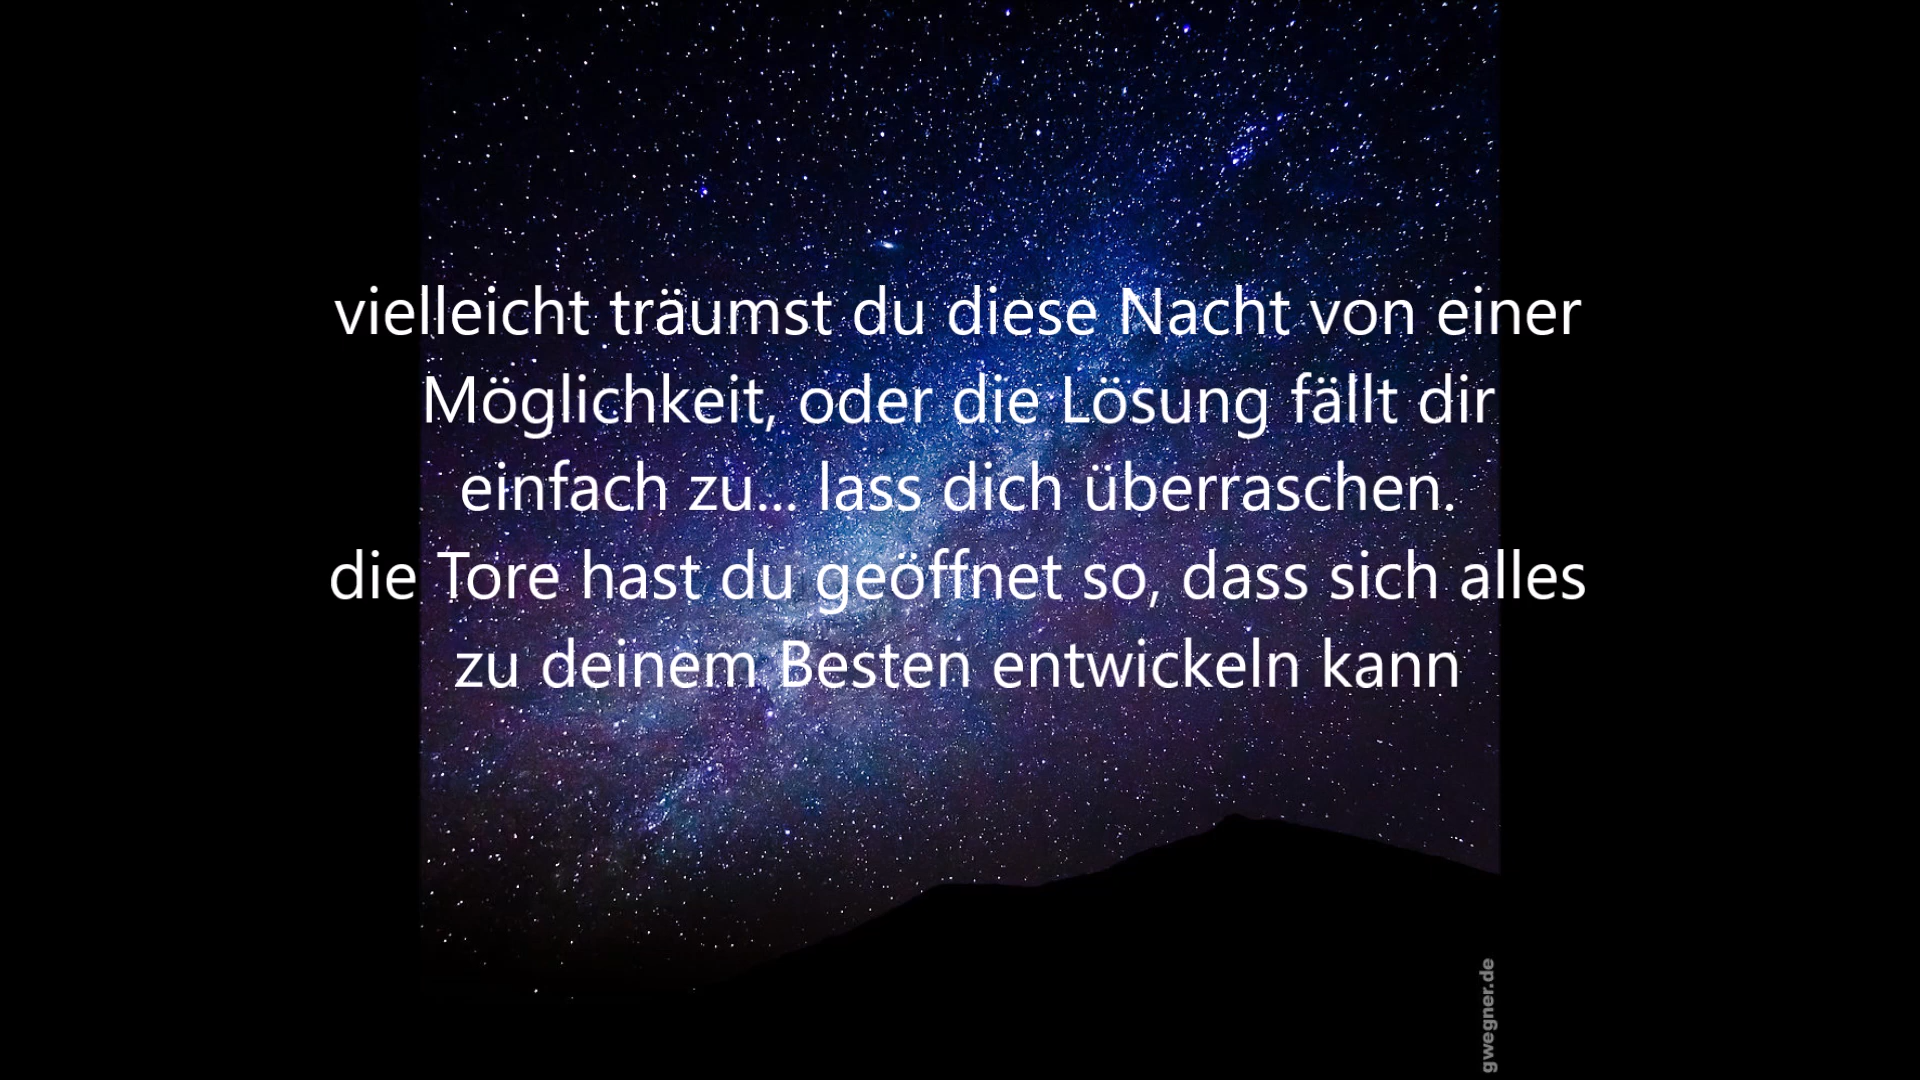 vielleicht träumst du diese Nacht von einer
Möglichkeit, oder die Lösung fällt dir
einfach zu... lass dich überraschen.
die Tore hast du geöffnet so, dass sich alles
zu deinem Besten entwickeln kann
gwegner.de